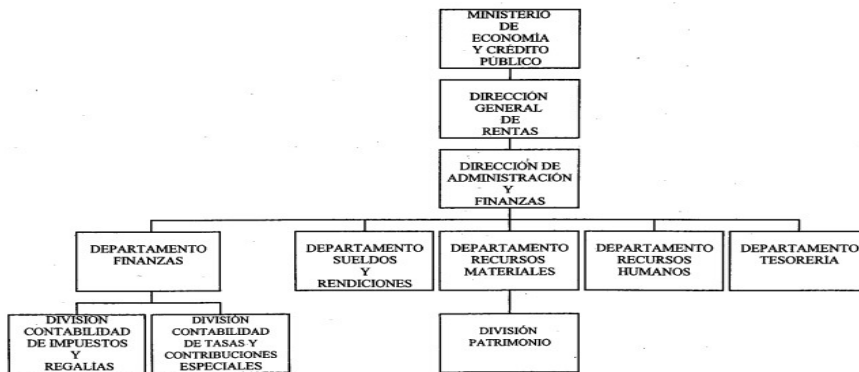 MINISTERIO
DE
ECONOMÍA
Y CRÉDITO
PÚBLICO
DIRECCIÓN
GENERAL
DE
RENTAS
DIRECCIÓN DE
ADMINISTRACIÓN
Y
FINANZAS
DEPARTAMENTO
FINANZAS
DEPARTAMENTO
SUELDOS
Y
RENDICIONES
DEPARTAMENTO
RECURSOS
MATERIALES
DEPARTAMENTO
RECURSOS
HUMANOS
DEPARTAMENTO
TESORERÍA
DIVISIÓN
CONTABILIDAD
DE IMPUESTOS
Y
REGALÍAS
DIVISIÓN
CONTABILIDAD
DE TASAS Y
CONTRIBUCIONES
ESPECIALES
DIVISIÓN
PATRIMONIO